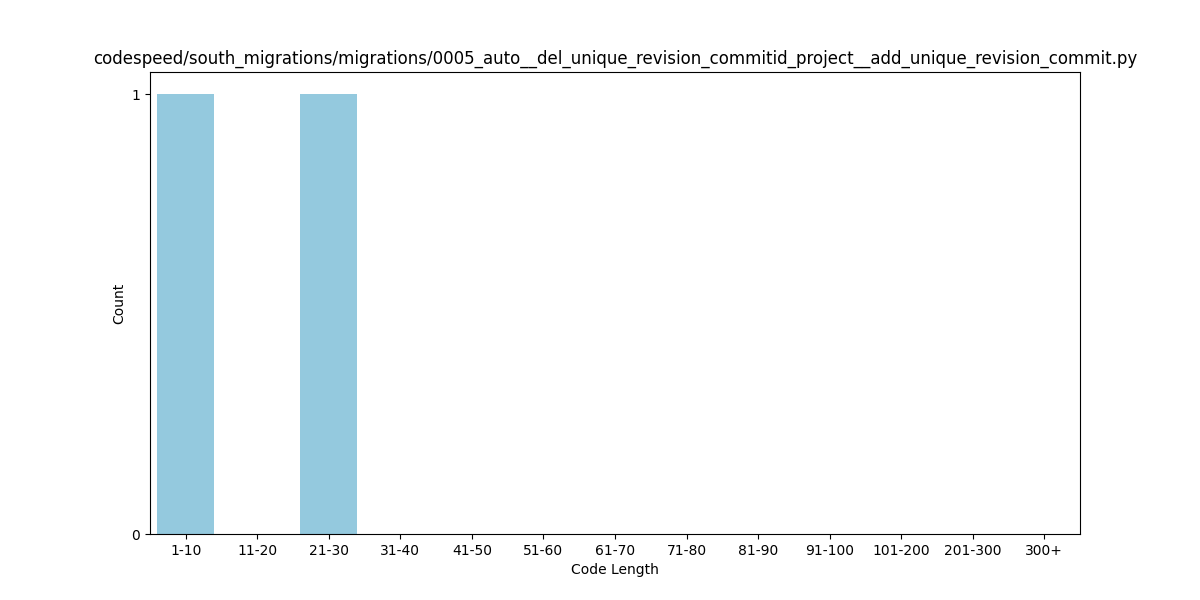 codespeed/south_migrations/migrations/0005_auto__del_unique_revision_commitid_project__add_unique_revision_commit.py
1
Count
0
1-10 11-20 21-30 31-40 41-50 51-60 61-70 71-80 81-90 91-100 101-200 201-300 300+
Code Length